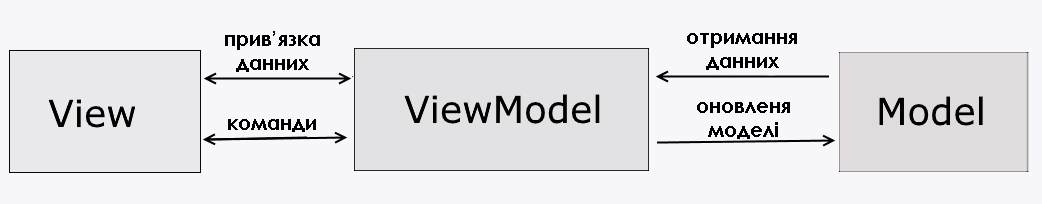 прив’язка
данних
View
команди
ViewModel
отримання
данних
оновленя
моделі
Model